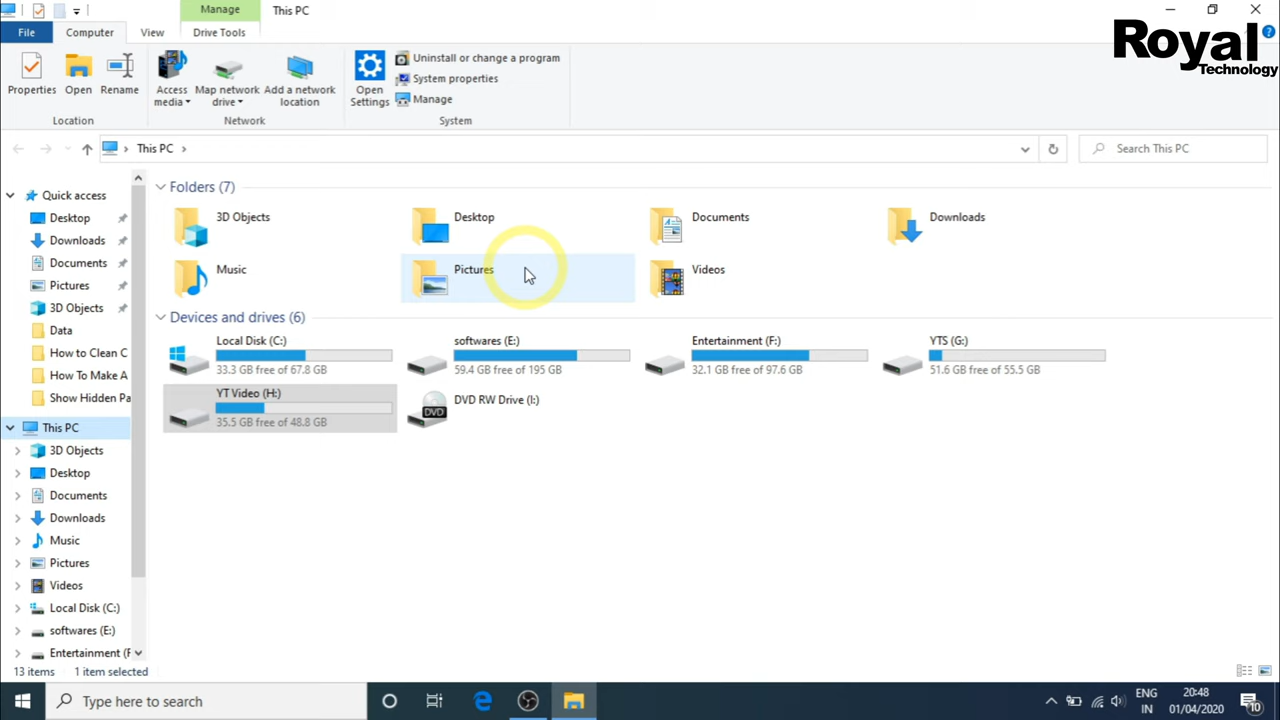 Manage
This PC
File
Computer
View
Drive Tools
Royal
Technology
Properties
Open
Rename
Access media
Map network drive
Add a network location
Open Settings
Uninstall or change a program
System properties
Manage
Location
Network
System
This PC
Search This PC
Quick access
Desktop
Downloads
Documents
Pictures
3D Objects
Data
How to Clean C
How To Make A
Show Hidden Pa
This PC
3D Objects
Desktop
Documents
Downloads
Music
Pictures
Videos
Local Disk (C:)
softwares (E:)
Entertainment (F
Folders (7)
3D Objects
Desktop
Documents
Downloads
Music
Pictures
Videos
Devices and drives (6)
Local Disk (C:)
33.3 GB free of 67.8 GB
softwares (E:)
59.4 GB free of 195 GB
Entertainment (F:)
32.1 GB free of 97.6 GB
YTS (G:)
51.6 GB free of 55.5 GB
YT Video (H:)
35.5 GB free of 48.8 GB
DVD RW Drive (I:)
DVD
13 items
1 item selected
Type here to search
ENG
IN
20:48
01/04/2020
10